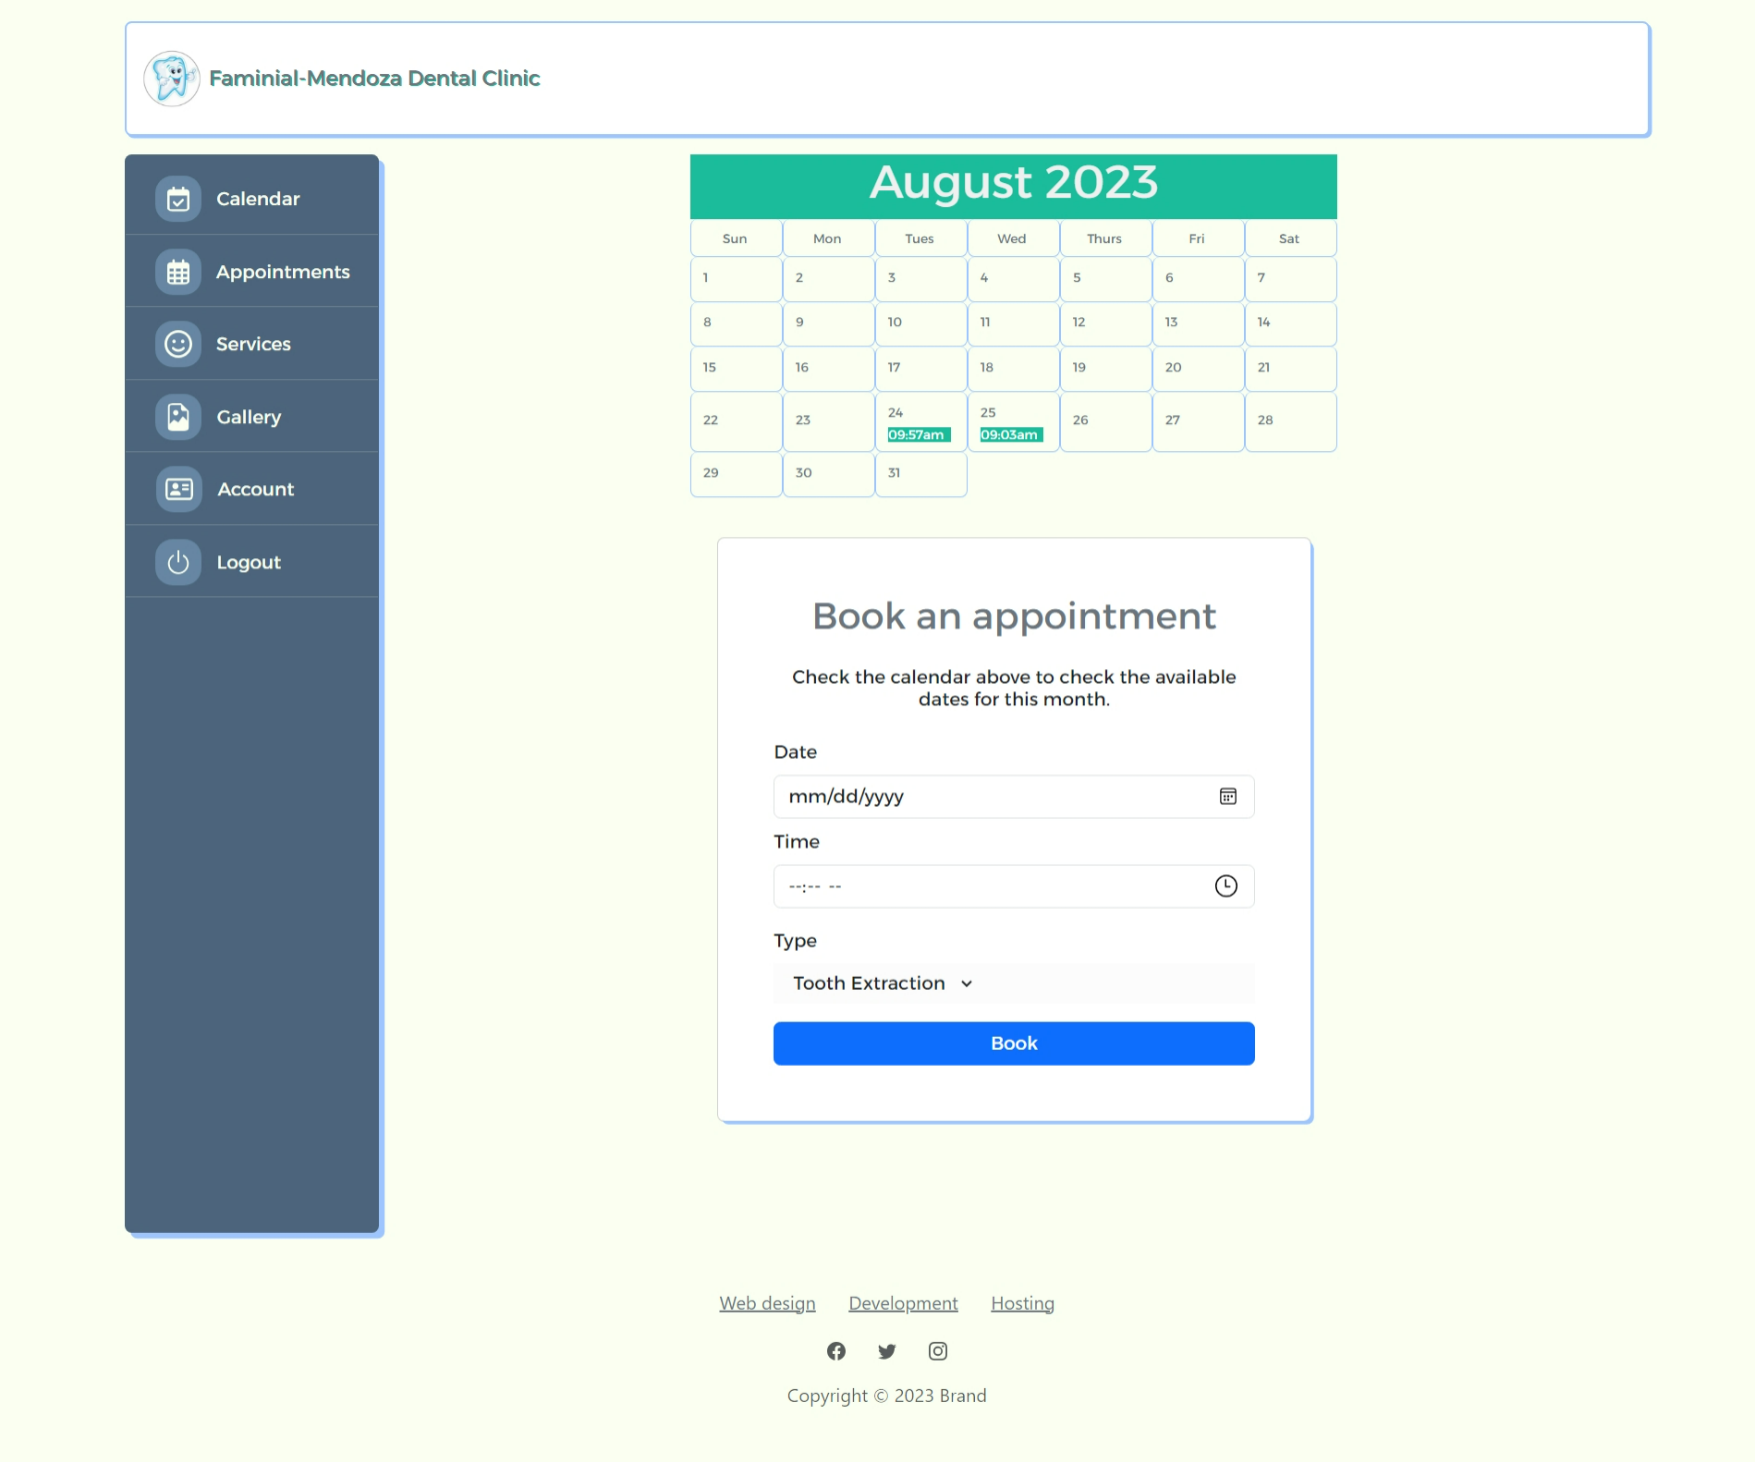 Faminial-Mendoza Dental Clinic
Calendar
Appointments
Services
Gallery
Account
Logout
August 2023
Sun Mon Tues Wed Thurs Fri Sat
1 2 3 4 5 6 7
8 9 10 11 12 13 14
15 16 17 18 19 20 21
22 23 24 25 26 27 28
09:57am 09:03am
29 30 31
Book an appointment
Check the calendar above to check the available
dates for this month.
Date
mm/dd/yyyy
Time
--:-- --
Type
Tooth Extraction
Book
Web design Development Hosting
Copyright © 2023 Brand